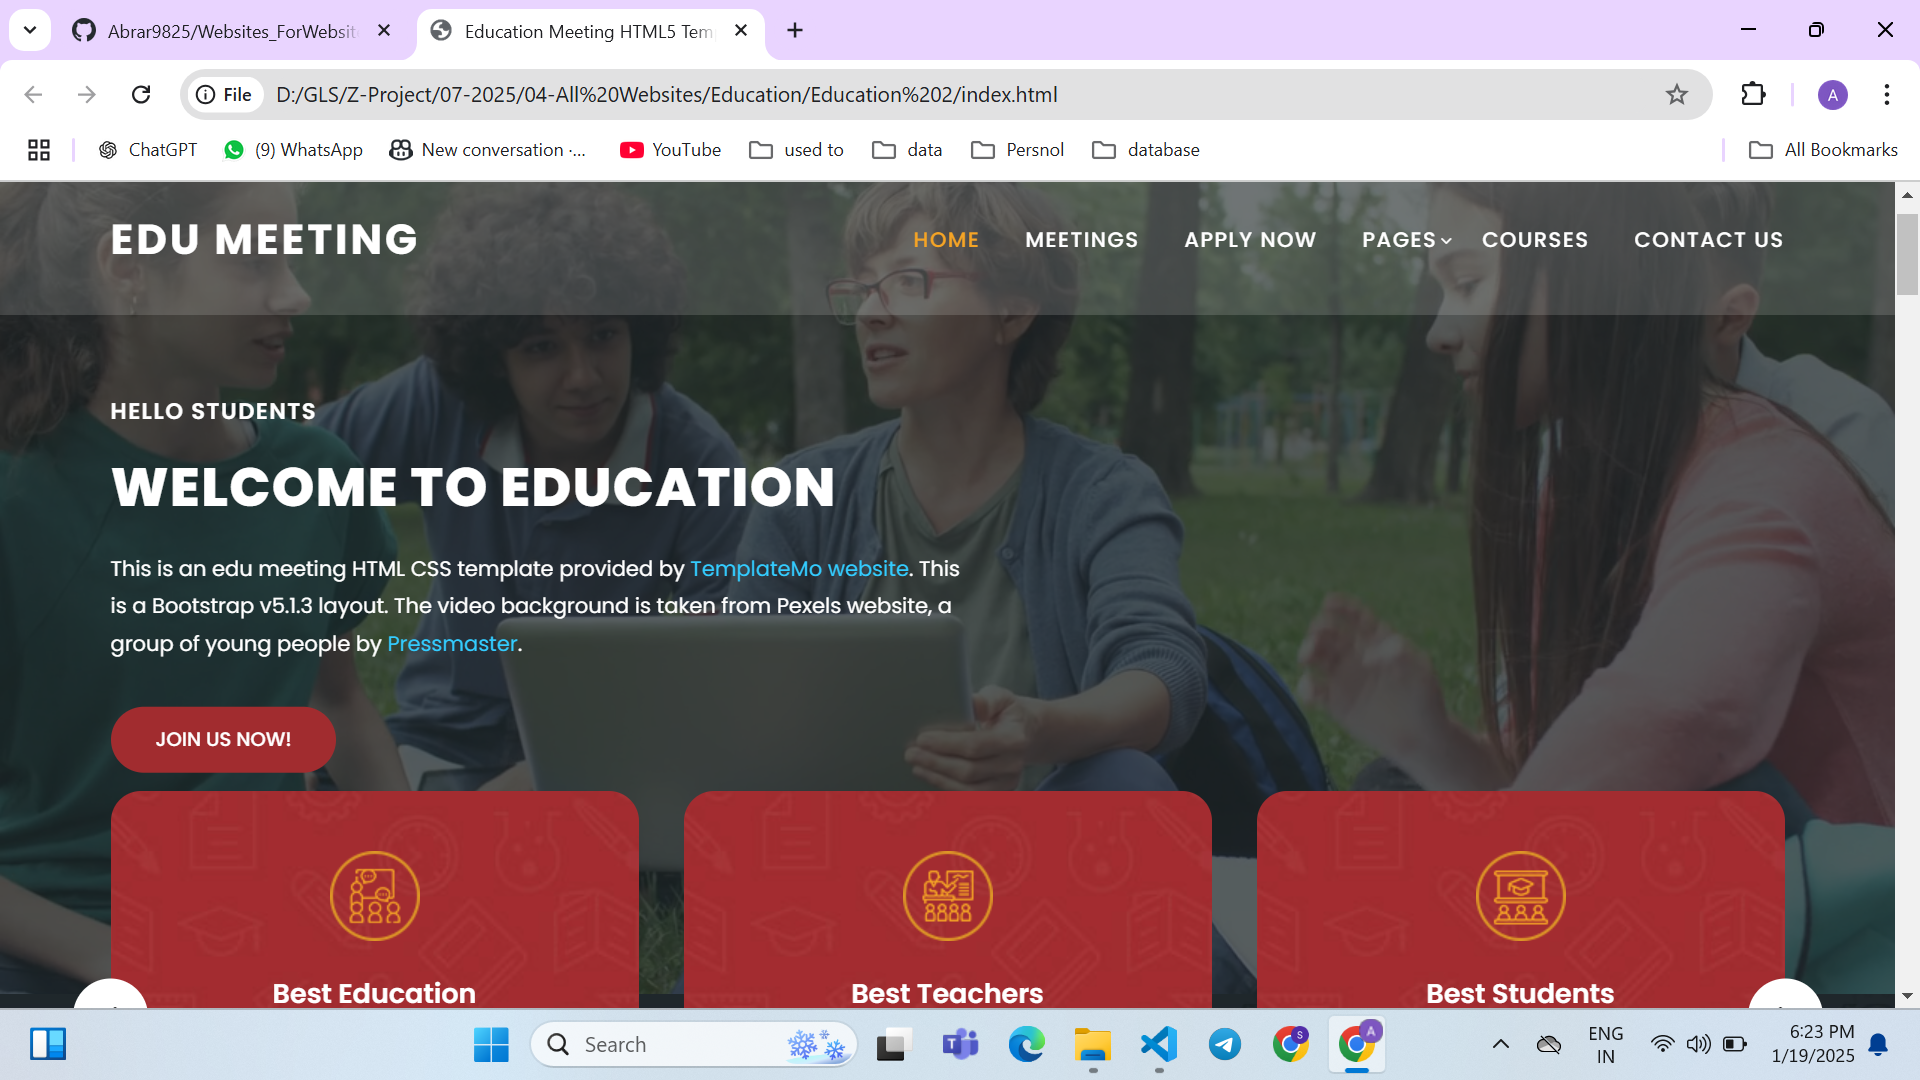 Abrar9825/Websites_ForWebsit
Education Meeting HTML5 Tem
File
D:/GLS/Z-Project/07-2025/04-All%20Websites/Education/Education%202/index.html
A
ChatGPT
(9) WhatsApp
New conversation ·...
YouTube
used to
data
Persnol
database
All Bookmarks
EDU MEETING
HOME
MEETINGS
APPLY NOW
PAGES
COURSES
CONTACT US
HELLO STUDENTS
WELCOME TO EDUCATION
This is an edu meeting HTML CSS template provided by TemplateMo website. This
is a Bootstrap v5.1.3 layout. The video background is taken from Pexels website, a
group of young people by Pressmaster.
JOIN US NOW!
Best Education
Best Teachers
Best Students
Search
T
S
A
ENG
IN
6:23 PM
1/19/2025